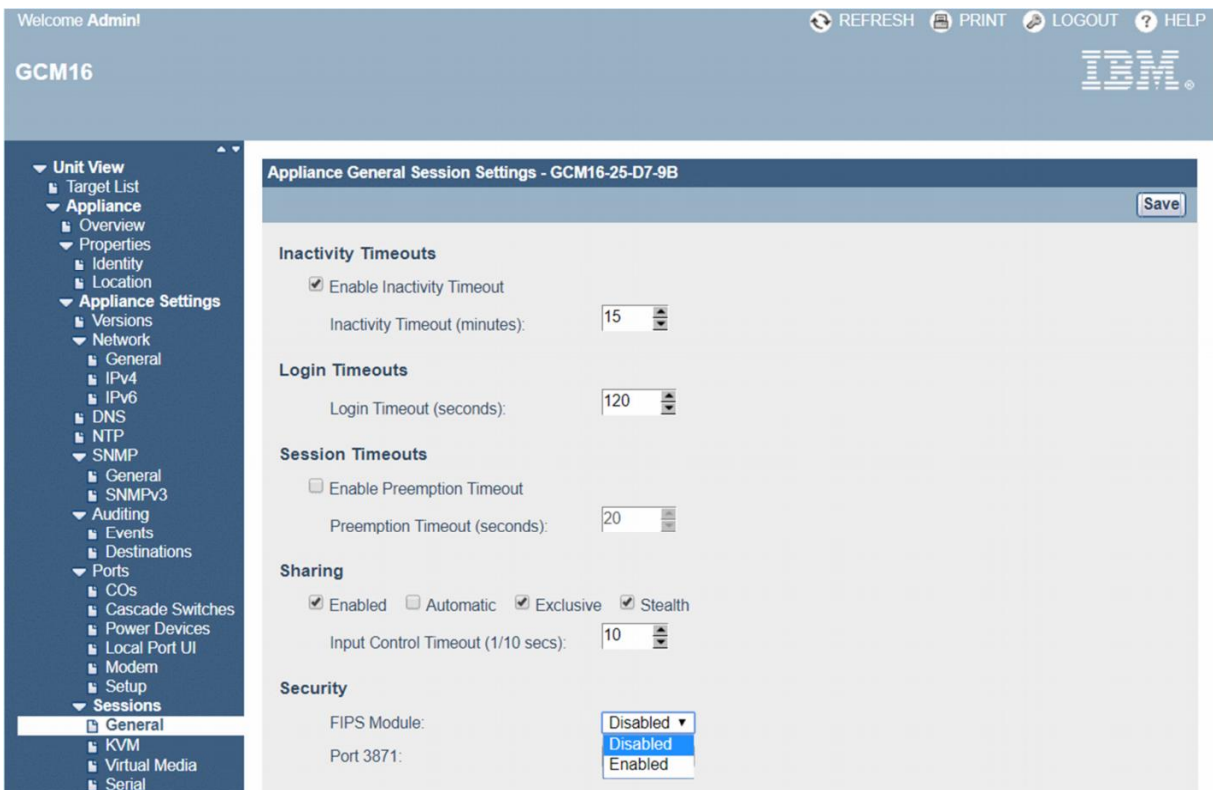 Welcome Admin!
REFRESH PRINT LOGOUT ? HELP
GCM16
IBM®
Unit View
Target List
Appliance
Overview
Properties
Identity
Location
Appliance Settings
Versions
Network
General
IPv4
IPv6
DNS
NTP
SNMP
General
SNMPv3
Auditing
Events
Destinations
Ports
COs
Cascade Switches
Power Devices
Local Port UI
Modem
Setup
Sessions
General
KVM
Virtual Media
Serial
Appliance General Session Settings - GCM16-25-D7-9B
Save
Inactivity Timeouts
Enable Inactivity Timeout
Inactivity Timeout (minutes): 15
Login Timeouts
Login Timeout (seconds): 120
Session Timeouts
Enable Preemption Timeout
Preemption Timeout (seconds): 20
Sharing
Enabled Automatic Exclusive Stealth
Input Control Timeout (1/10 secs): 10
Security
FIPS Module: Disabled
Disabled
Port 3871: Enabled